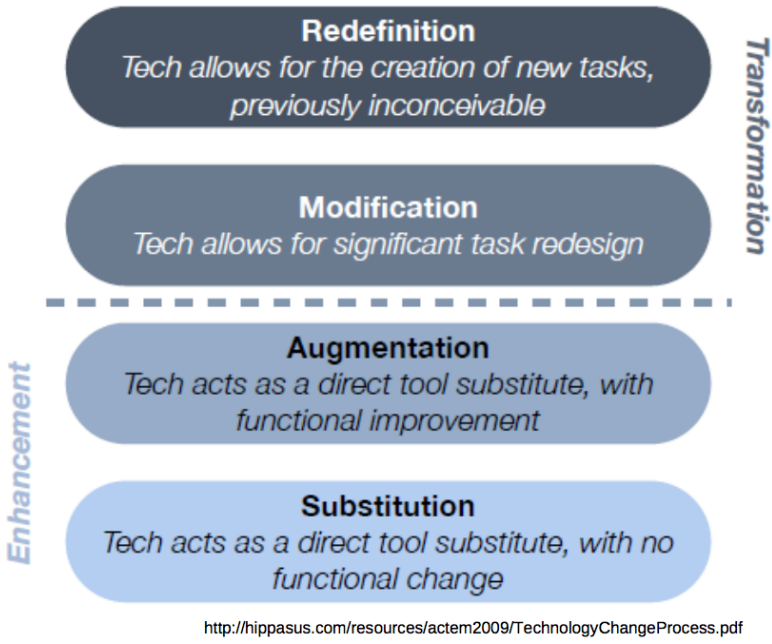 Redefinition
Tech allows for the creation of new tasks,
previously inconceivable
Transformation
Modification
Tech allows for significant task redesign
Augmentation
Tech acts as a direct tool substitute, with
functional improvement
Enhancement
Substitution
Tech acts as a direct tool substitute, with no
functional change
http://hippasus.com/resources/actem2009/TechnologyChangeProcess.pdf